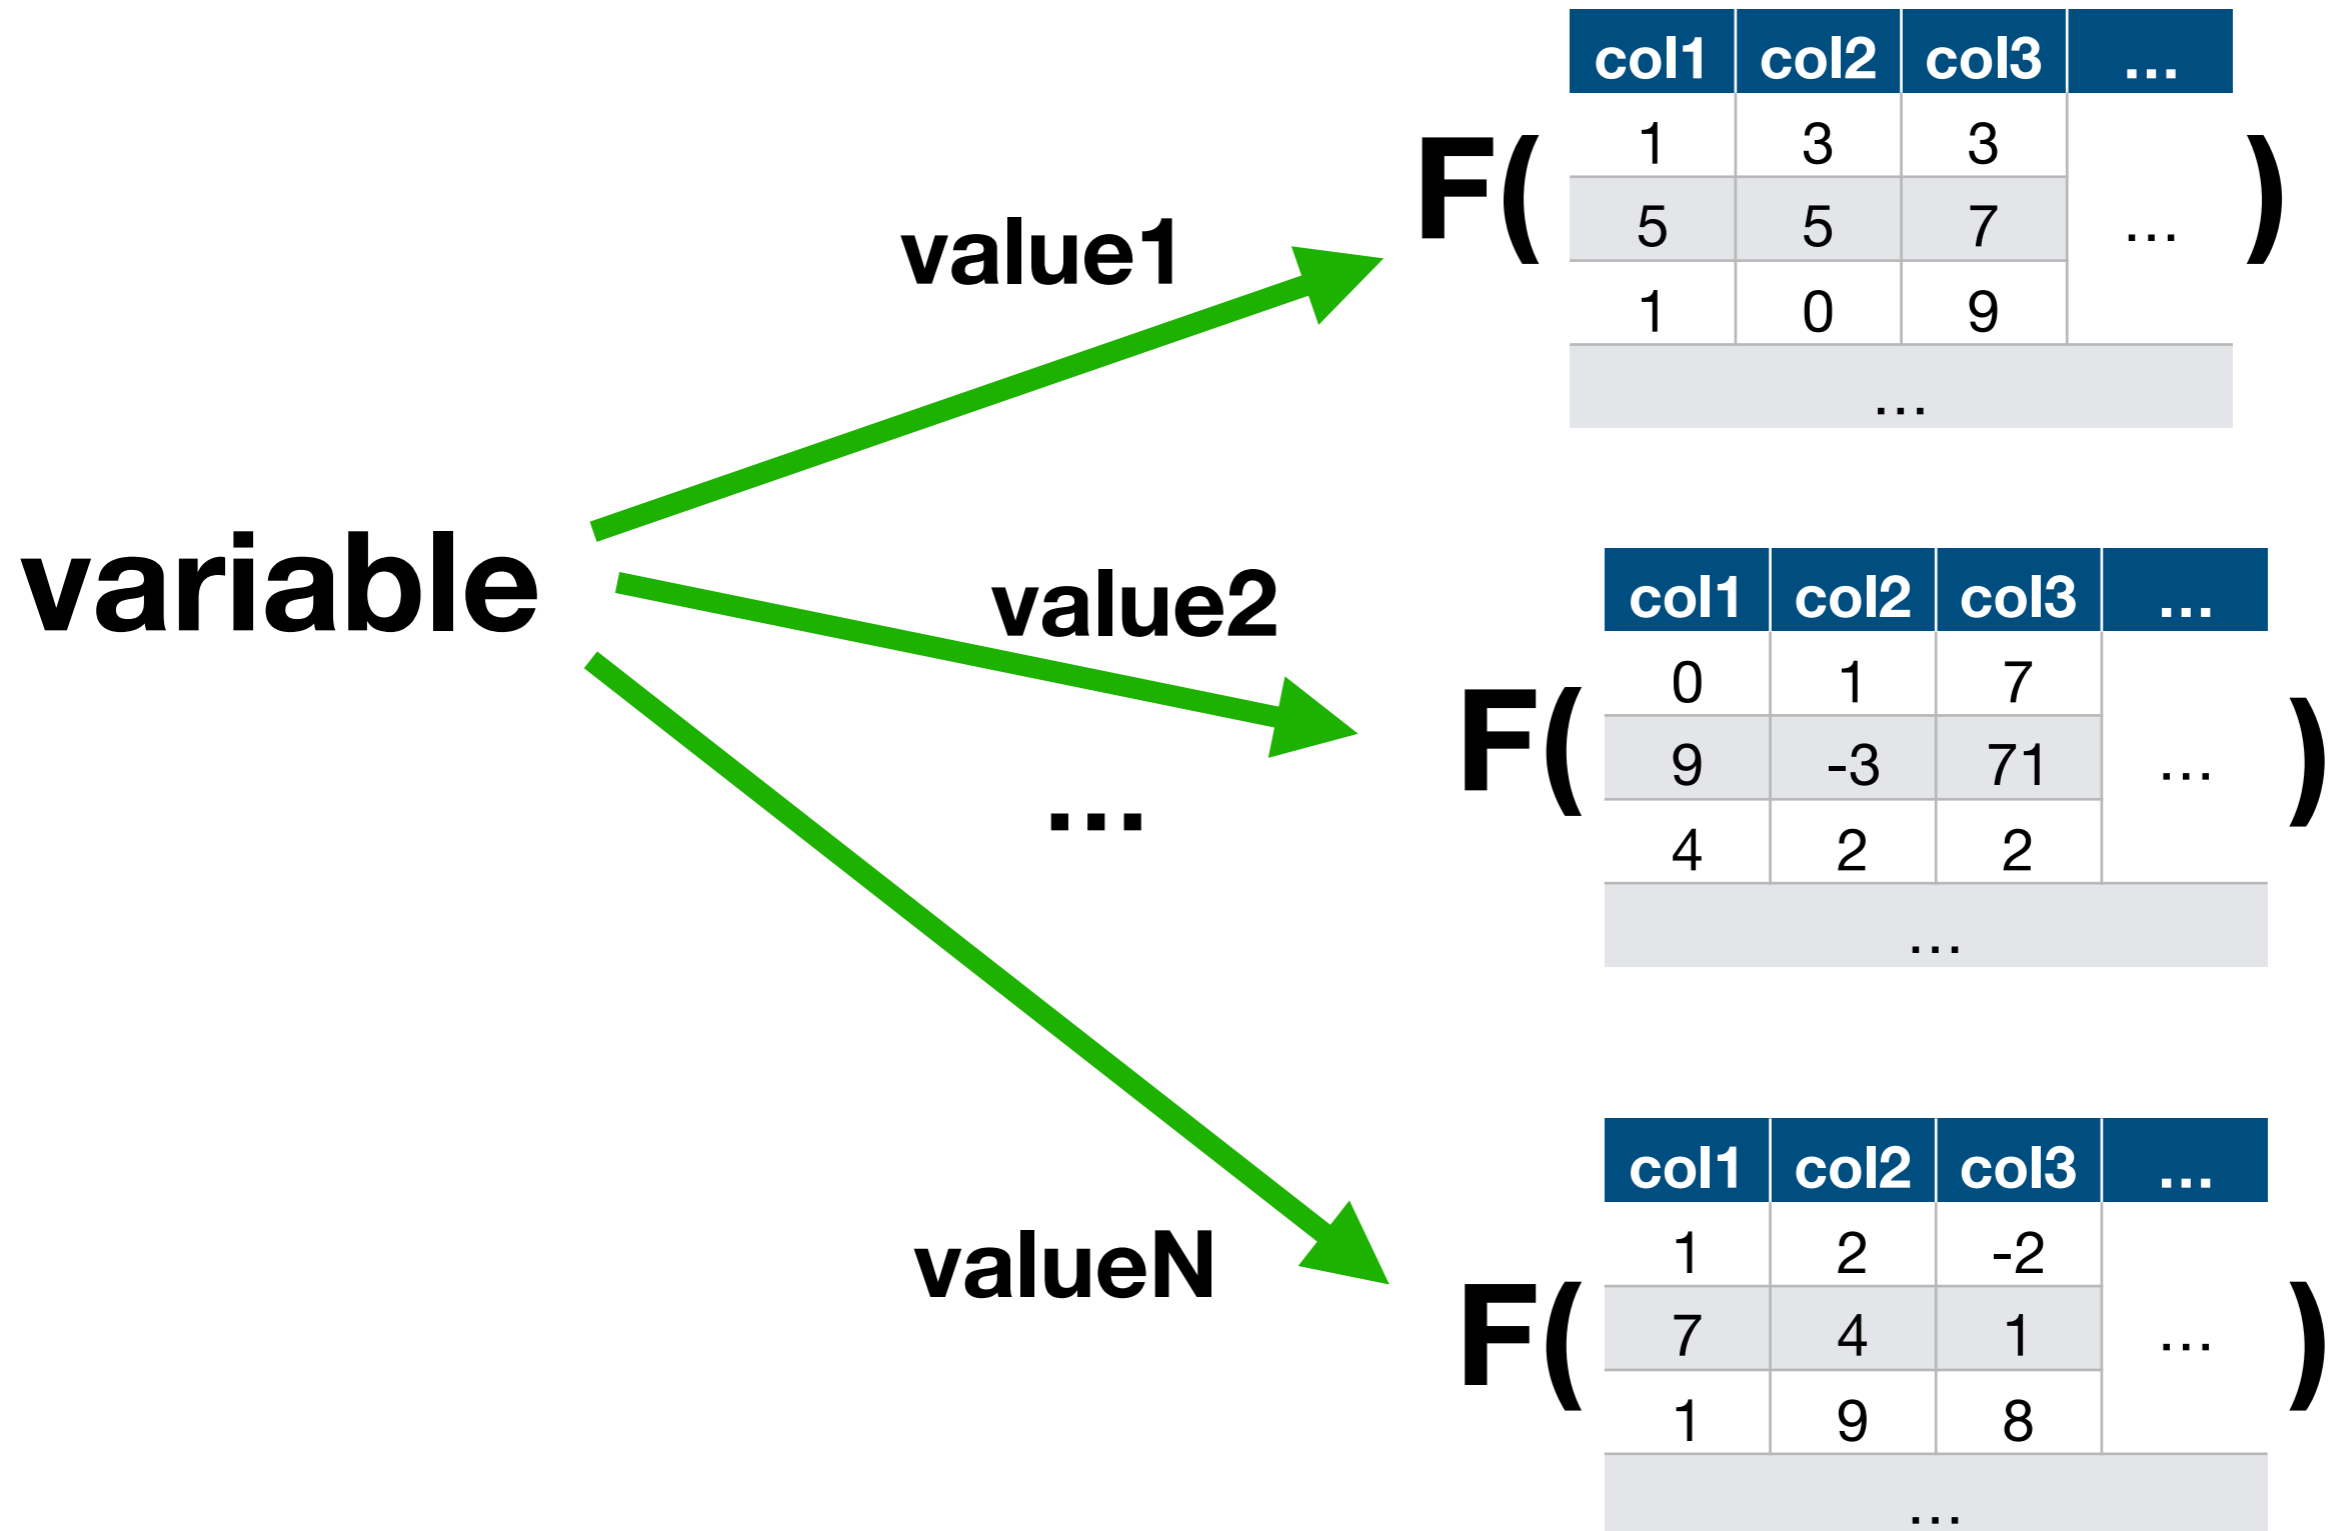 variable
value1
F(
col1 col2 col3 ...
1 3 3
5 5 7 ...
1 0 9
...
)
value2
...
F(
col1 col2 col3 ...
0 1 7
9 -3 71 ...
4 2 2
...
)
valueN
F(
col1 col2 col3 ...
1 2 -2
7 4 1 ...
1 9 8
...
)